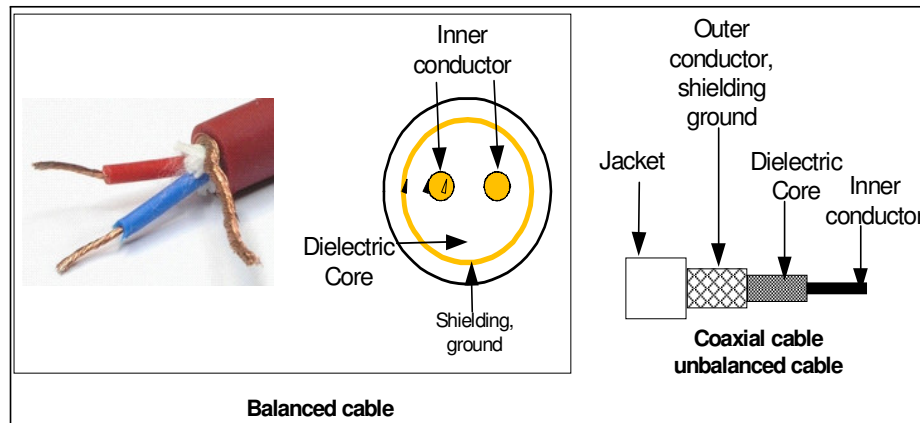 Inner
conductor
Dielectric
Core
Shielding,
ground
Balanced cable
Outer
conductor,
shielding
ground
Jacket
Dielectric
Core
Inner
conductor
Coaxial cable
unbalanced cable